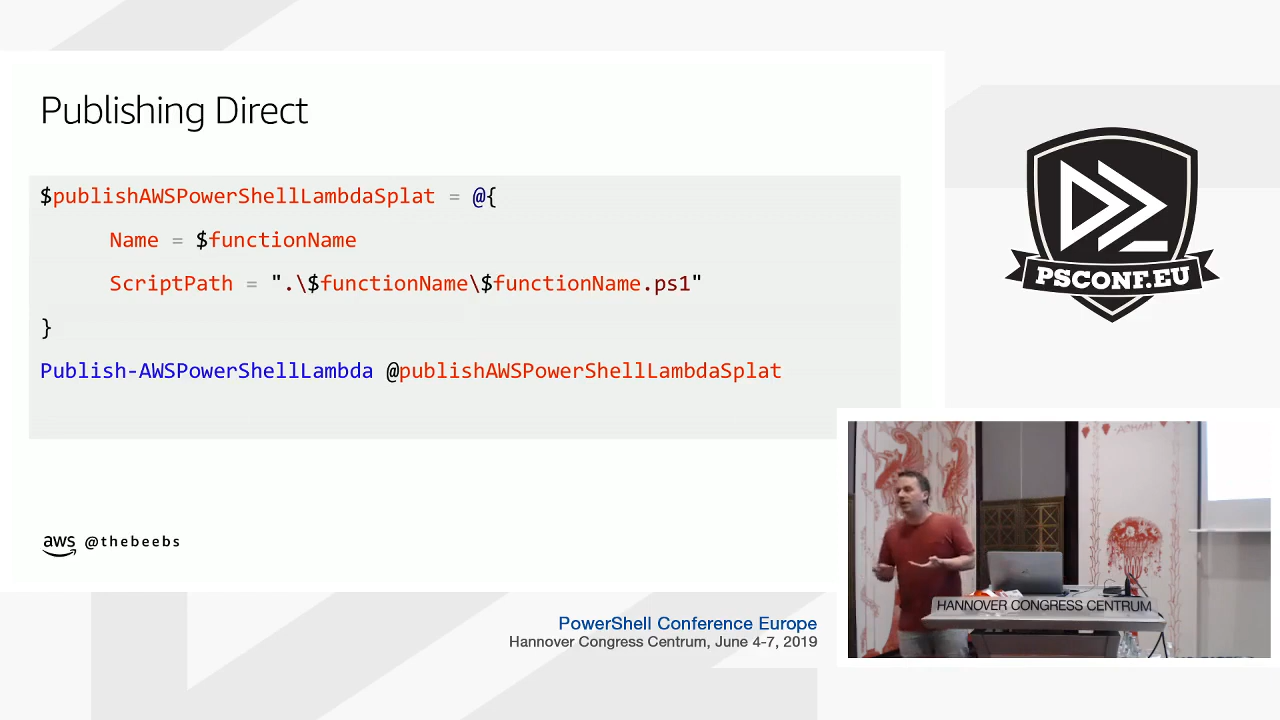 Publishing Direct
$publishAWSPowerShellLambdaSplat = @{
Name = $functionName
ScriptPath = ".\$functionName\$functionName.ps1"
}
Publish-AWSPowerShellLambda @publishAWSPowerShellLambdaSplat
aws @thebeebs
PSCONF.EU
HANNOVER CONGRESS CENTRUM
PowerShell Conference Europe
Hannover Congress Centrum, June 4-7, 2019